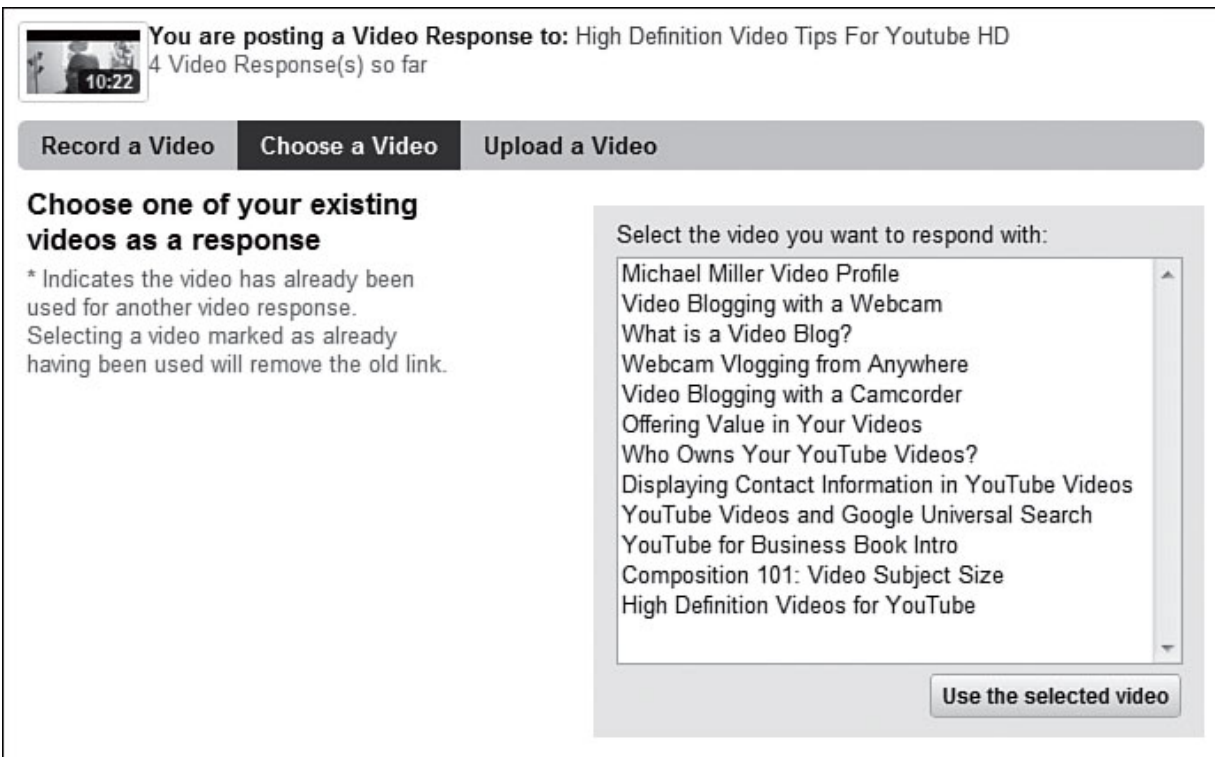 You are posting a Video Response to: High Definition Video Tips For Youtube HD
4 Video Response(s) so far
10:22
Record a Video Choose a Video Upload a Video
Choose one of your existing
videos as a response
* Indicates the video has already been
used for another video response.
Selecting a video marked as already
having been used will remove the old link.
Select the video you want to respond with:
Michael Miller Video Profile
Video Blogging with a Webcam
What is a Video Blog?
Webcam Vlogging from Anywhere
Video Blogging with a Camcorder
Offering Value in Your Videos
Who Owns Your YouTube Videos?
Displaying Contact Information in YouTube Videos
YouTube Videos and Google Universal Search
YouTube for Business Book Intro
Composition 101: Video Subject Size
High Definition Videos for YouTube
Use the selected video